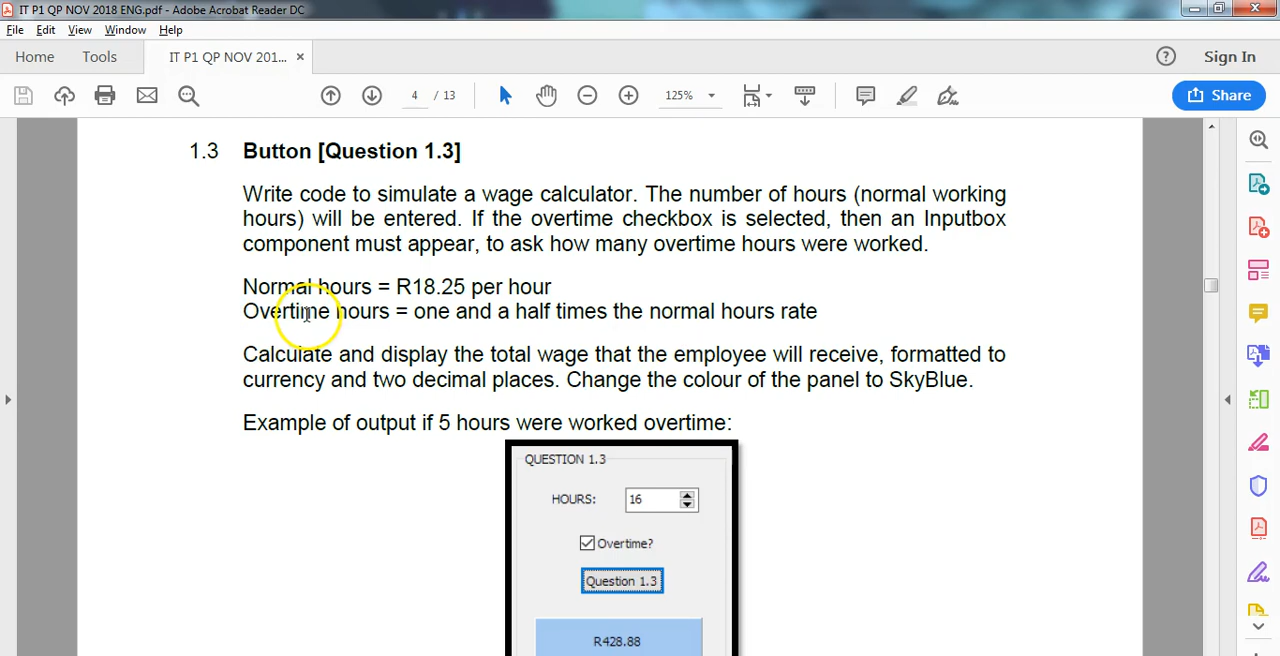 IT P1 QP NOV 2018 ENG.pdf - Adobe Acrobat Reader DC
File Edit View Window Help
Home Tools IT P1 QP NOV 201... × Sign In
4 / 13 125% Share
1.3 Button [Question 1.3]
Write code to simulate a wage calculator. The number of hours (normal working
hours) will be entered. If the overtime checkbox is selected, then an Inputbox
component must appear, to ask how many overtime hours were worked.
Normal hours = R18.25 per hour
Overtime hours = one and a half times the normal hours rate
Calculate and display the total wage that the employee will receive, formatted to
currency and two decimal places. Change the colour of the panel to SkyBlue.
Example of output if 5 hours were worked overtime:
QUESTION 1.3
HOURS: 16
Overtime?
Question 1.3
R428.88